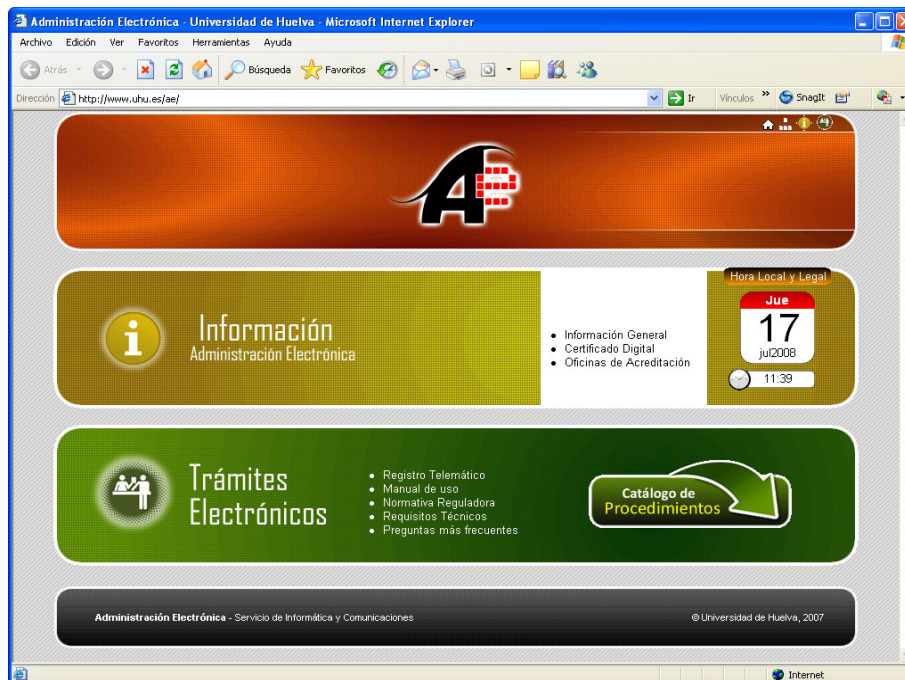 Administración Electrónica - Universidad de Huelva - Microsoft Internet Explorer
Archivo Edición Ver Favoritos Herramientas Ayuda
Atrás Búsqueda Favoritos
Dirección http://www.uhu.es/ae/ Ir Vínculos » SnagIt
Ae
Hora Local y Legal
Jue
17
jul2008
11:39
Información
Administración Electrónica
• Información General
• Certificado Digital
• Oficinas de Acreditación
Trámites
Electrónicos
• Registro Telemático
• Manual de uso
• Normativa Reguladora
• Requisitos Técnicos
• Preguntas más frecuentes
Catálogo de
Procedimientos
Administración Electrónica - Servicio de Informática y Comunicaciones
© Universidad de Huelva, 2007
Internet